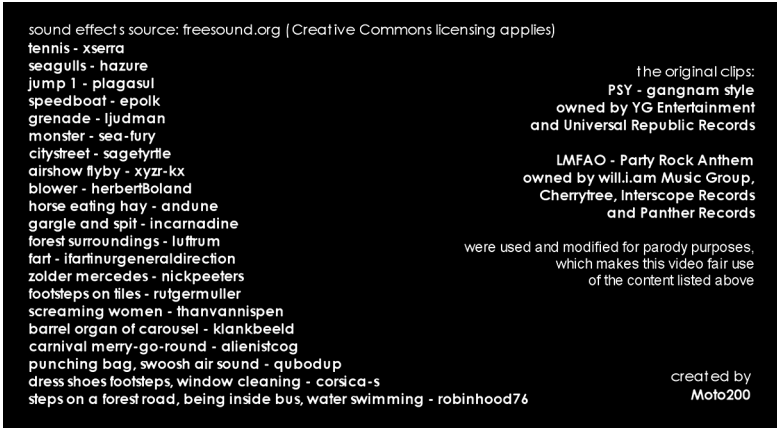 sound effects source: freesound.org (Creative Commons licensing applies)
tennis - xserra
seagulls - hazure
jump 1 - plagasul
speedboat - epolk
grenade - ljudman
monster - sea-fury
citystreet - sagetyrtle
airshow flyby - xyzr-kx
blower - herbertBoland
horse eating hay - andune
gargle and spit - incarnadine
forest surroundings - luftrum
fart - ifartinurgeneraldirection
zolder mercedes - nickpeeters
footsteps on tiles - rutgermuller
screaming women - thanvannispen
barrel organ of carousel - klankbeeld
carnival merry-go-round - alienistcog
punching bag, swoosh air sound - qubodup
dress shoes footsteps, window cleaning - corsica-s
steps on a forest road, being inside bus, water swimming - robinhood76
the original clips:
PSY - gangnam style
owned by YG Entertainment
and Universal Republic Records
LMFAO - Party Rock Anthem
owned by will.i.am Music Group,
Cherrytree, Interscope Records
and Panther Records
were used and modified for parody purposes,
which makes this video fair use
of the content listed above
created by
Moto200